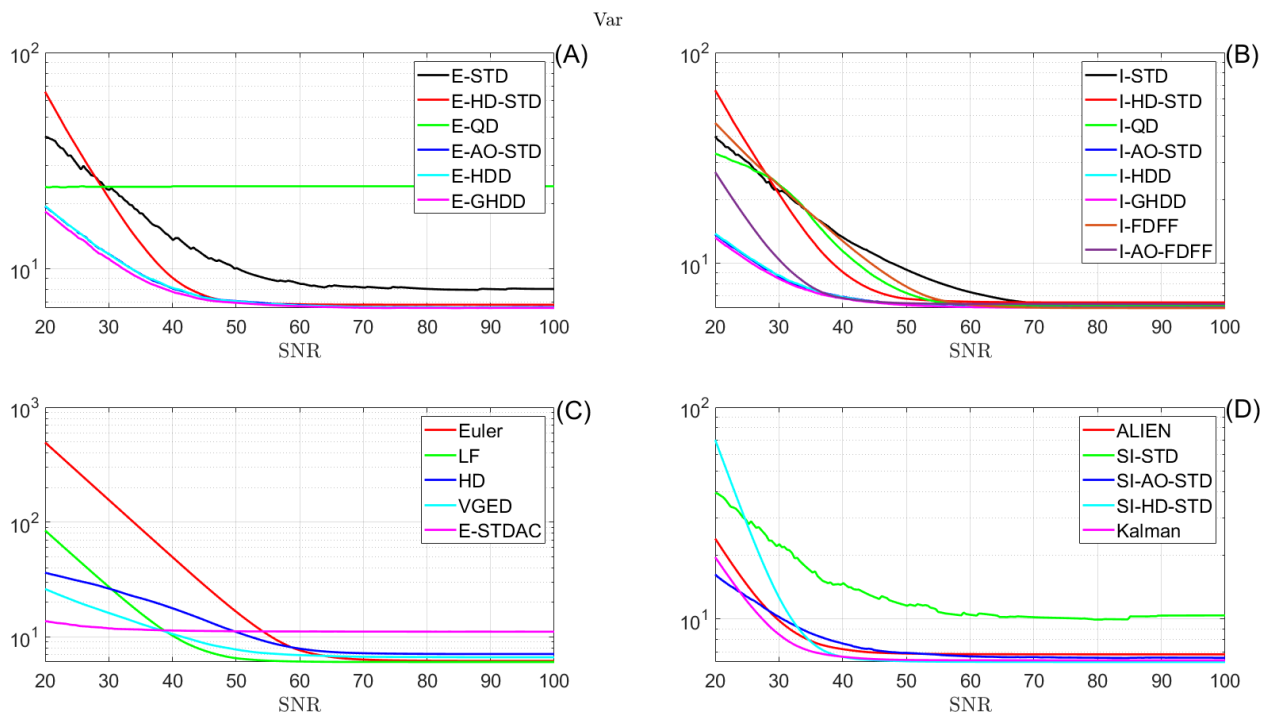 Var
(A)
10^2
10^1
E-STD
E-HD-STD
E-QD
E-AO-STD
E-HDD
E-GHDD
20 30 40 50 60 70 80 90 100
SNR
(B)
10^2
10^1
I-STD
I-HD-STD
I-QD
I-AO-STD
I-HDD
I-GHDD
I-FDFF
I-AO-FDFF
20 30 40 50 60 70 80 90 100
SNR
(C)
10^3
10^2
10^1
Euler
LF
HD
VGED
E-STDAC
20 30 40 50 60 70 80 90 100
SNR
(D)
10^2
10^1
ALIEN
SI-STD
SI-AO-STD
SI-HD-STD
Kalman
20 30 40 50 60 70 80 90 100
SNR